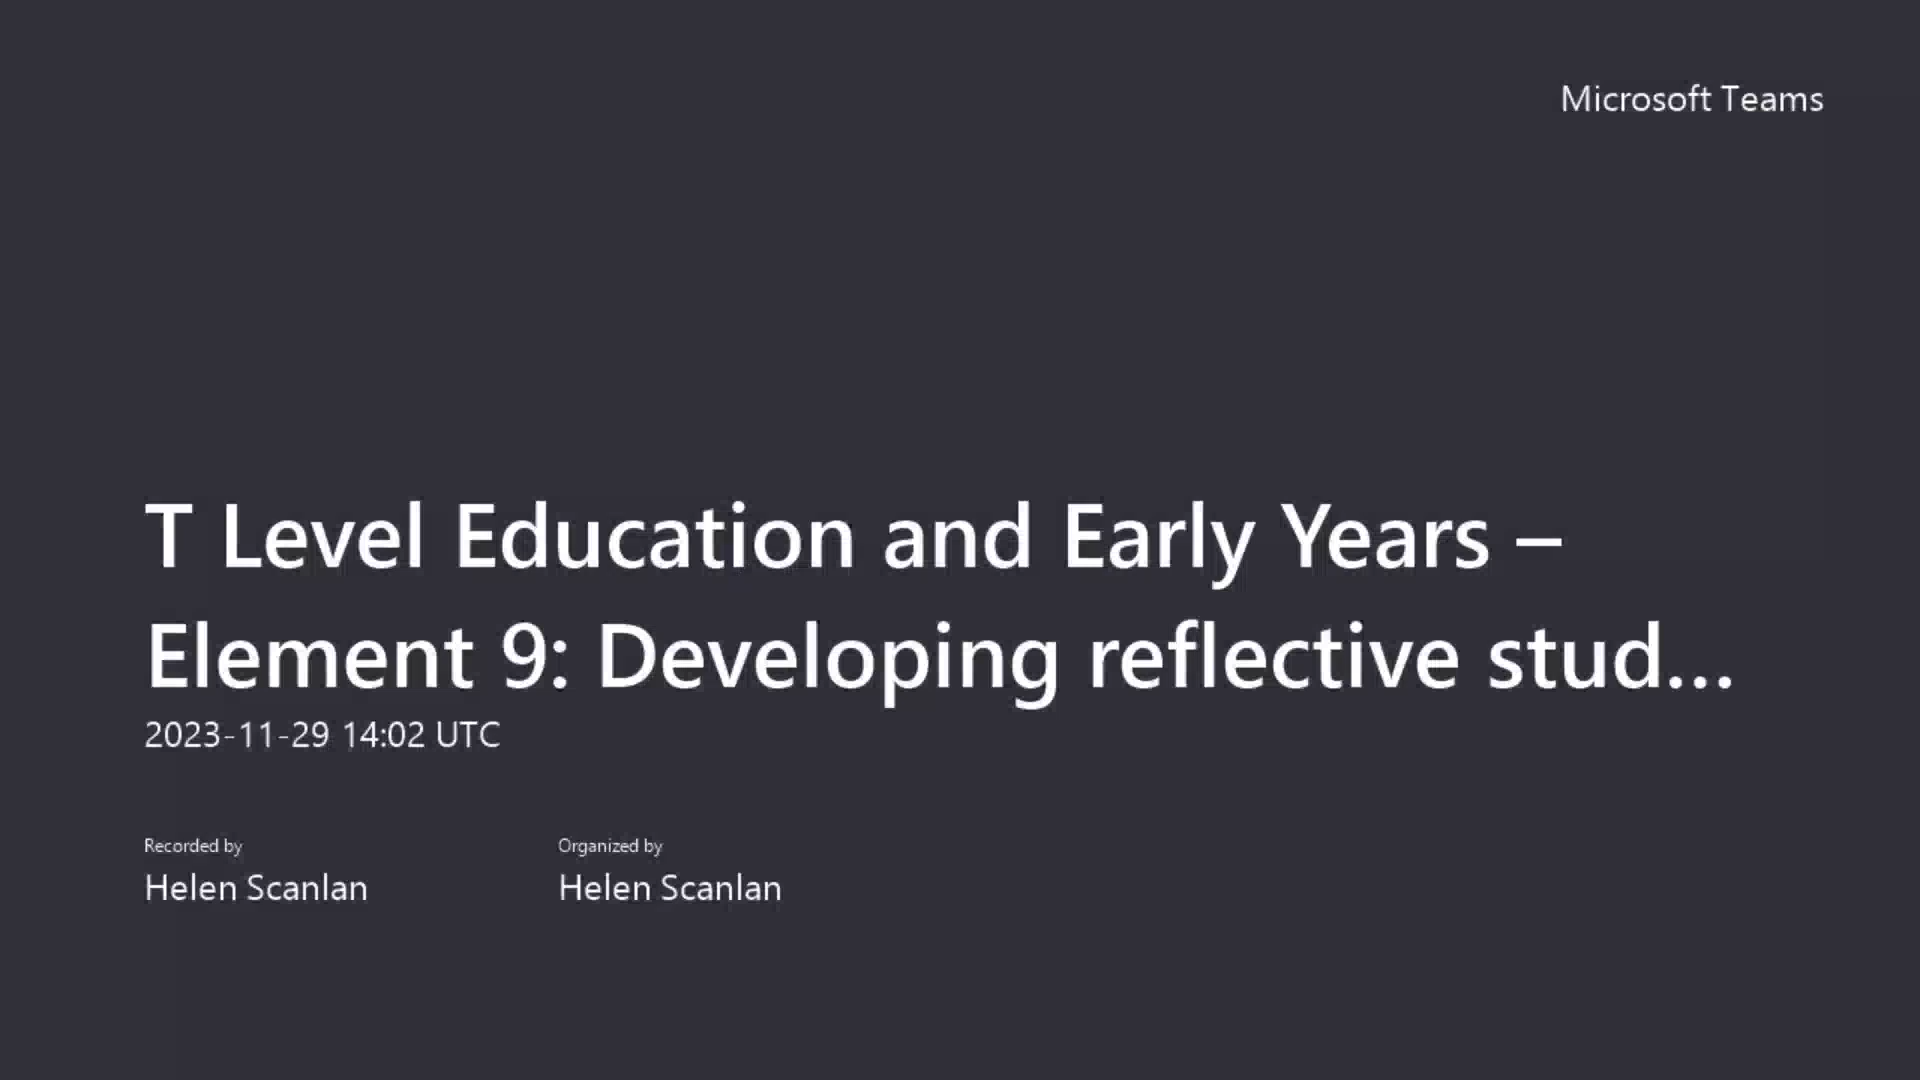 Microsoft Teams
T Level Education and Early Years –
Element 9: Developing reflective stud...
2023-11-29 14:02 UTC
Recorded by
Organized by
Helen Scanlan
Helen Scanlan